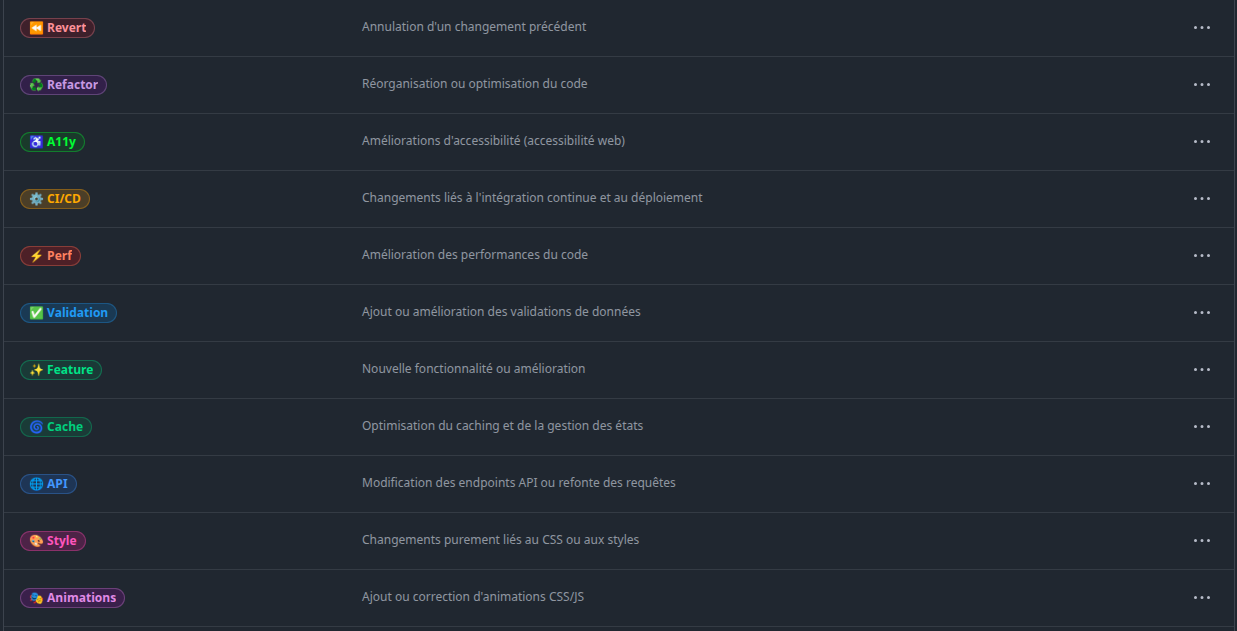 ⏪ Revert Annulation d'un changement précédent
♻️ Refactor Réorganisation ou optimisation du code
♿ A11y Améliorations d'accessibilité (accessibilité web)
⚙️ CI/CD Changements liés à l'intégration continue et au déploiement
⚡ Perf Amélioration des performances du code
✅ Validation Ajout ou amélioration des validations de données
✨ Feature Nouvelle fonctionnalité ou amélioration
🌀 Cache Optimisation du caching et de la gestion des états
🌐 API Modification des endpoints API ou refonte des requêtes
🎨 Style Changements purement liés au CSS ou aux styles
🎭 Animations Ajout ou correction d'animations CSS/JS